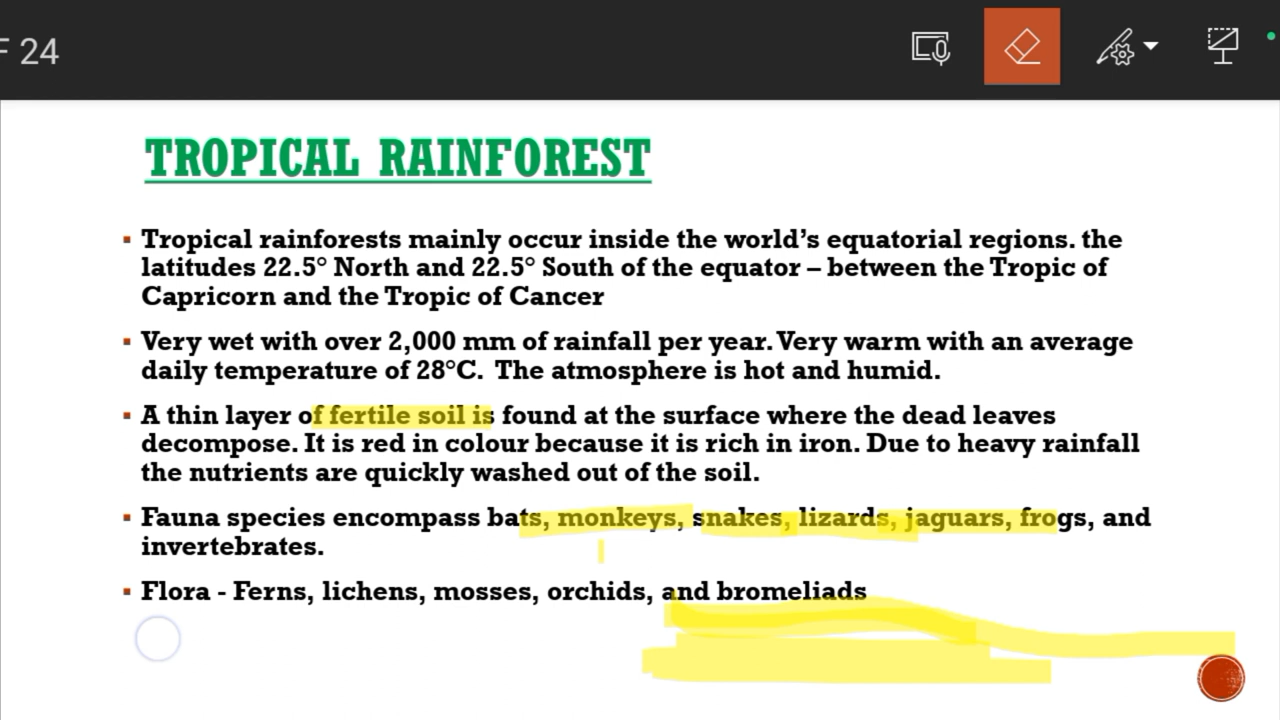 F 24
TROPICAL RAINFOREST
▪ Tropical rainforests mainly occur inside the world's equatorial regions. the
latitudes 22.5° North and 22.5° South of the equator – between the Tropic of
Capricorn and the Tropic of Cancer
▪ Very wet with over 2,000 mm of rainfall per year. Very warm with an average
daily temperature of 28°C. The atmosphere is hot and humid.
▪ A thin layer of fertile soil is found at the surface where the dead leaves
decompose. It is red in colour because it is rich in iron. Due to heavy rainfall
the nutrients are quickly washed out of the soil.
▪ Fauna species encompass bats, monkeys, snakes, lizards, jaguars, frogs, and
invertebrates.
▪ Flora - Ferns, lichens, mosses, orchids, and bromeliads